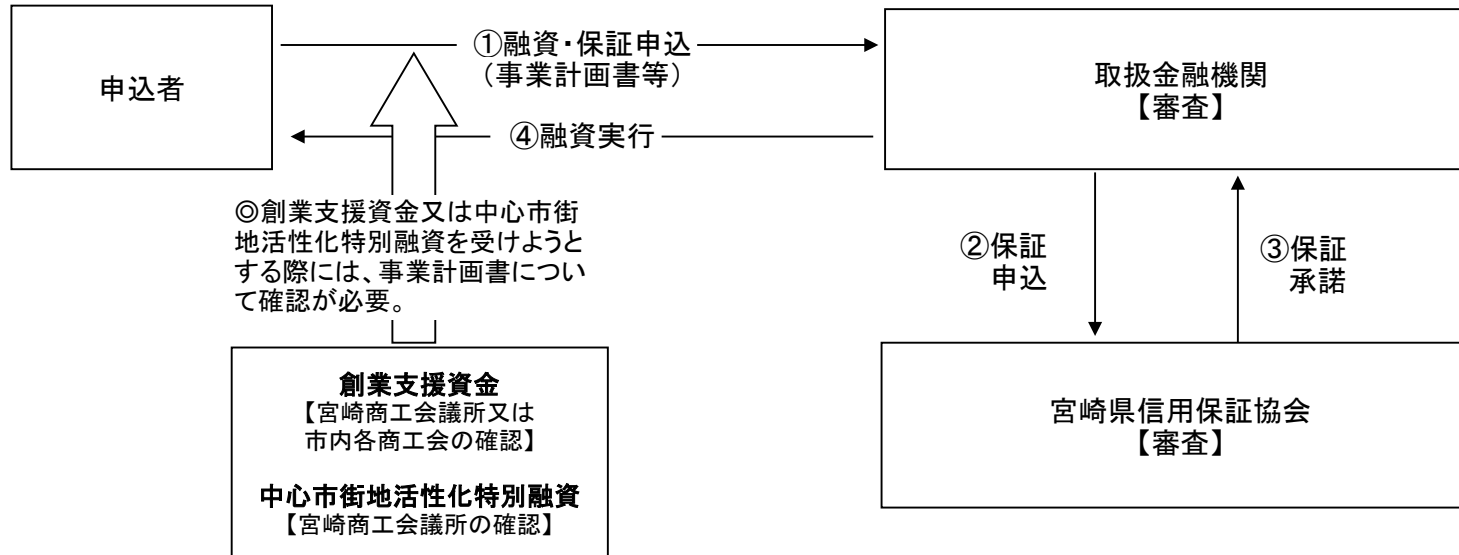 申込者
①融資・保証申込
（事業計画書等）
④融資実行
取扱金融機関
【審査】
◎創業支援資金又は中心市街
地活性化特別融資を受けようと
する際には、事業計画書につい
て確認が必要。
②保証
申込
③保証
承諾
創業支援資金
【宮崎商工会議所又は
市内各商工会の確認】
中心市街地活性化特別融資
【宮崎商工会議所の確認】
宮崎県信用保証協会
【審査】